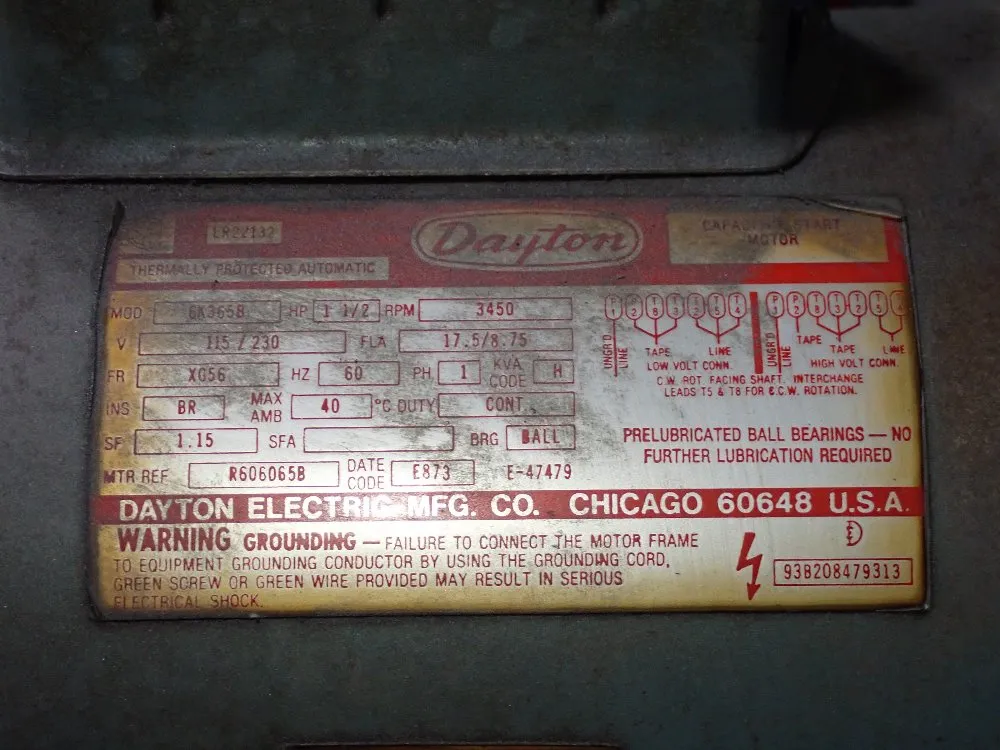 LR22132
Dayton
CAPACITOR START
MOTOR
THERMALLY PROTECTED AUTOMATIC
MOD 6K365B HP 1 1/2 RPM 3450
V 115 / 230 FLA 17.5/8.75
FR XG56 HZ 60 PH 1 KVA CODE H
INS BR MAX AMB 40 °C DUTY CONT
SF 1.15 SFA BRG BALL
MTR REF R606065B DATE CODE E873 E-47479
UNGR'D LINE TAPE LINE
LOW VOLT CONN.
UNGR'D LINE TAPE TAPE LINE
HIGH VOLT CONN.
C.W. ROT FACING SHAFT. INTERCHANGE
LEADS T5 & T8 FOR C.C.W. ROTATION.
PRELUBRICATED BALL BEARINGS — NO
FURTHER LUBRICATION REQUIRED
DAYTON ELECTRIC MFG. CO. CHICAGO 60648 U.S.A.
WARNING GROUNDING — FAILURE TO CONNECT THE MOTOR FRAME
TO EQUIPMENT GROUNDING CONDUCTOR BY USING THE GROUNDING CORD,
GREEN SCREW OR GREEN WIRE PROVIDED MAY RESULT IN SERIOUS
ELECTRICAL SHOCK.
93B208479313